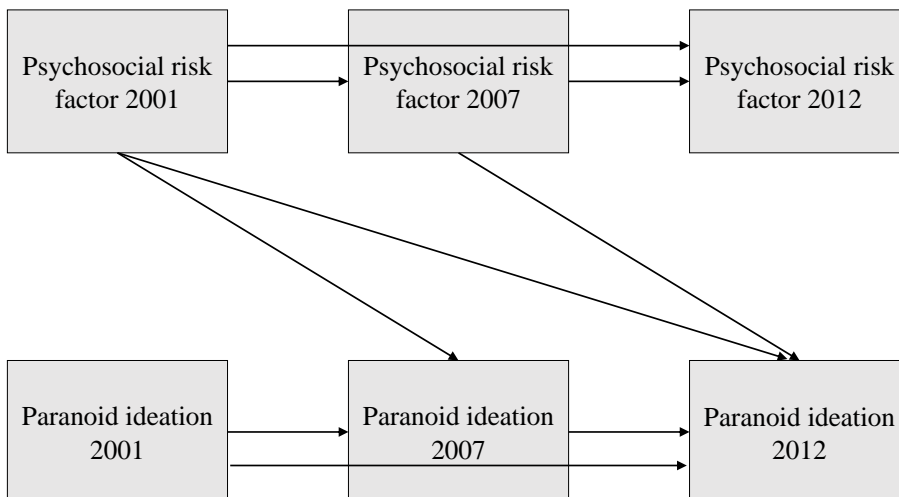 Psychosocial risk
factor 2001
Psychosocial risk
factor 2007
Psychosocial risk
factor 2012
Paranoid ideation
2001
Paranoid ideation
2007
Paranoid ideation
2012